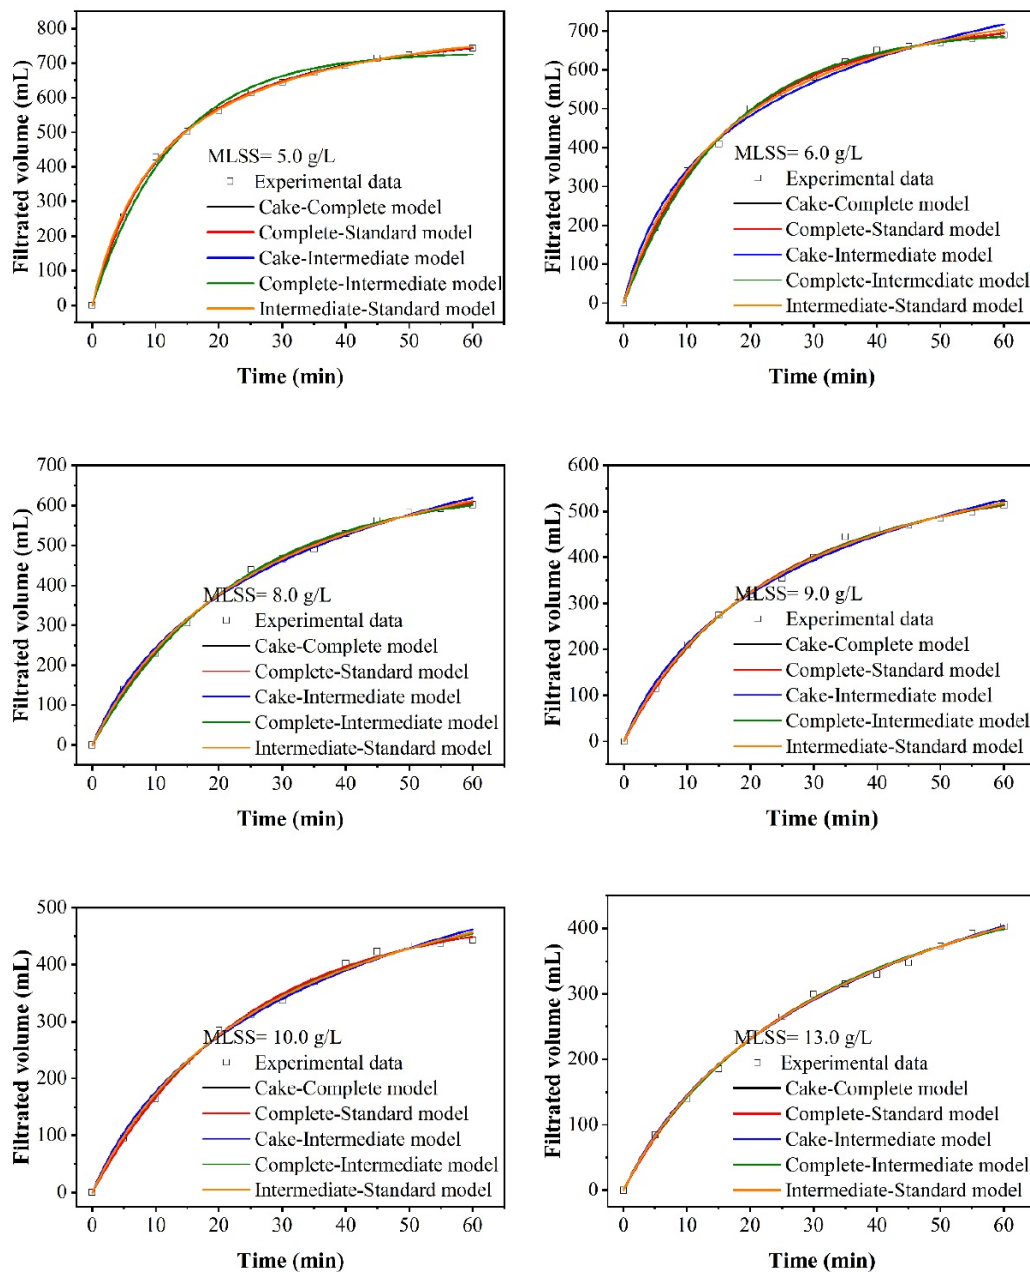 800
700
600
500
400
300
200
100
0
Filtrated volume (mL)
MLSS= 5.0 g/L
Experimental data
Cake-Complete model
Complete-Standard model
Cake-Intermediate model
Complete-Intermediate model
Intermediate-Standard model
0 10 20 30 40 50 60
Time (min)
700
600
500
400
300
200
100
0
Filtrated volume (mL)
MLSS= 6.0 g/L
Experimental data
Cake-Complete model
Complete-Standard model
Cake-Intermediate model
Complete-Intermediate model
Intermediate-Standard model
0 10 20 30 40 50 60
Time (min)
700
600
500
400
300
200
100
0
Filtrated volume (mL)
MLSS= 8.0 g/L
Experimental data
Cake-Complete model
Complete-Standard model
Cake-Intermediate model
Complete-Intermediate model
Intermediate-Standard model
0 10 20 30 40 50 60
Time (min)
600
500
400
300
200
100
0
Filtrated volume (mL)
MLSS= 9.0 g/L
Experimental data
Cake-Complete model
Complete-Standard model
Cake-Intermediate model
Complete-Intermediate model
Intermediate-Standard model
0 10 20 30 40 50 60
Time (min)
500
400
300
200
100
0
Filtrated volume (mL)
MLSS= 10.0 g/L
Experimental data
Cake-Complete model
Complete-Standard model
Cake-Intermediate model
Complete-Intermediate model
Intermediate-Standard model
0 10 20 30 40 50 60
Time (min)
400
300
200
100
0
Filtrated volume (mL)
MLSS= 13.0 g/L
Experimental data
Cake-Complete model
Complete-Standard model
Cake-Intermediate model
Complete-Intermediate model
Intermediate-Standard model
0 10 20 30 40 50 60
Time (min)